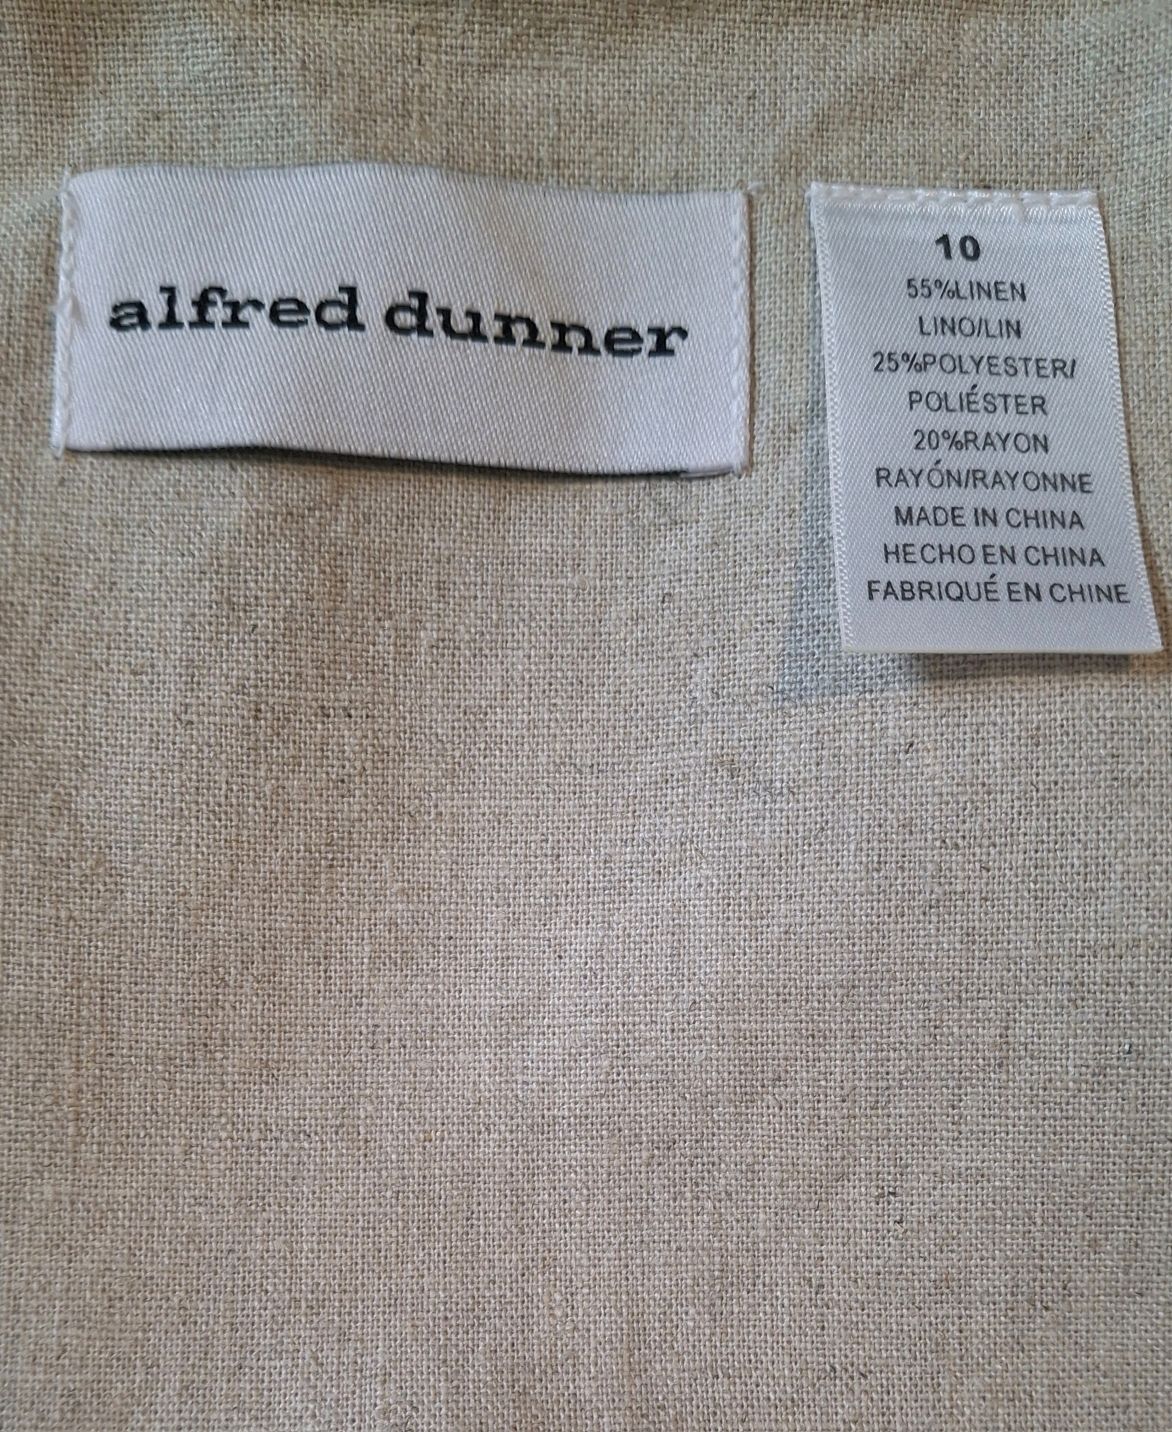 alfred dunner
10
55%LINEN
LINO/LIN
25%POLYESTER/
POLIÉSTER
20%RAYON
RAYÓN/RAYONNE
MADE IN CHINA
HECHO EN CHINA
FABRIQUÉ EN CHINE